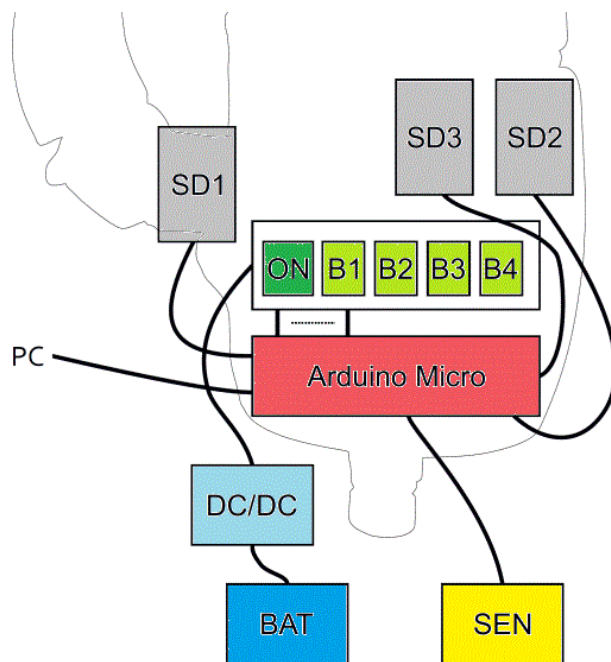 SD3 SD2
SD1
ON B1 B2 B3 B4
PC
Arduino Micro
DC/DC
BAT SEN